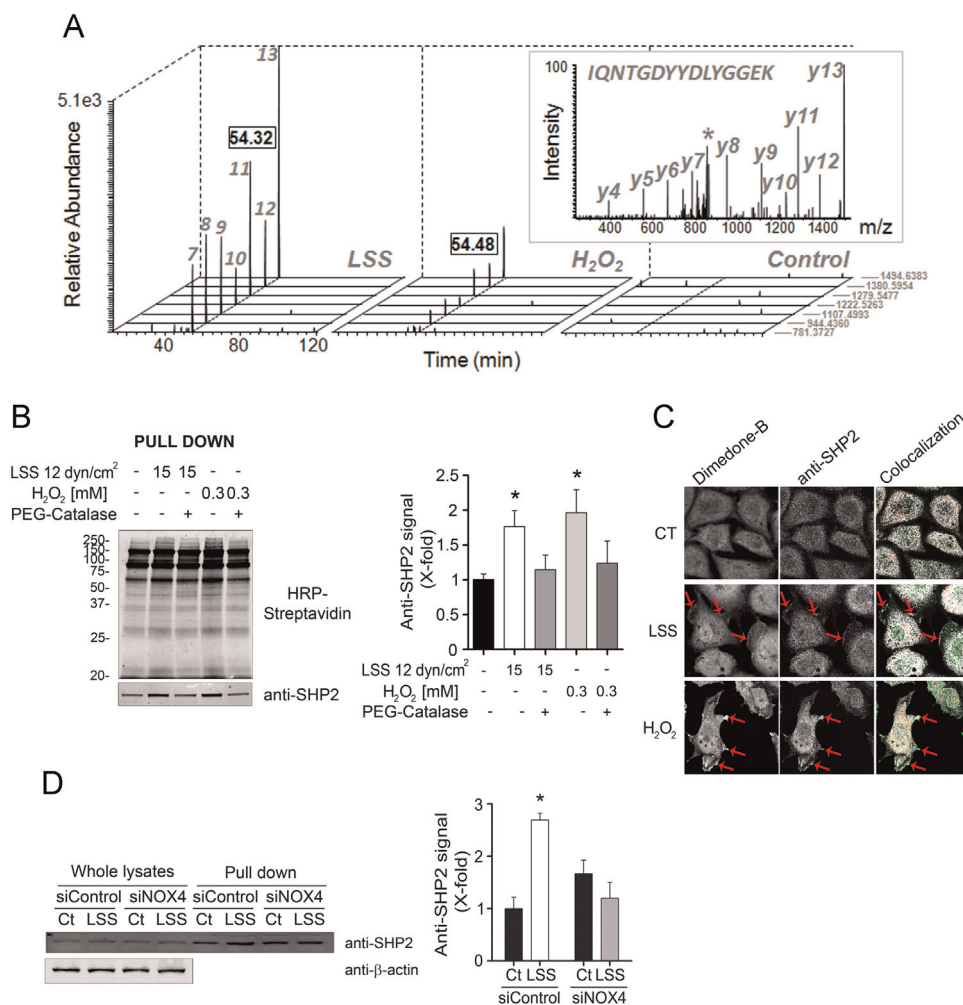 A
5.1e3
Relative Abundance
7
8
9
10
11
12
13
54.32
LSS
54.48
H2O2
Control
40
80
120
Time (min)
1494.6383
1380.5954
1279.5477
1222.5263
1107.4993
944.4360
781.3727
IQNTGDYYDLYGGEK
100
Intensity
y4
y5
y6
y7
*
y8
y9
y10
y11
y12
y13
200 400 600 800 1000 1200 1400
m/z
B
PULL DOWN
LSS 12 dyn/cm2 - 15 15 - -
H2O2 [mM] - - - 0.3 0.3
PEG-Catalase - - + - +
250-
150-
100-
75-
50-
37-
25-
20-
HRP-
Streptavidin
anti-SHP2
Anti-SHP2 signal
(X-fold)
2.5
2.0
1.5
1.0
0.5
0
*
*
LSS 12 dyn/cm2 - 15 15 - -
H2O2 [mM] - - - 0.3 0.3
PEG-Catalase - - + - +
C
Dimedone-B
anti-SHP2
Colocalization
CT
LSS
H2O2
D
Whole lysates Pull down
siControl siNOX4 siControl siNOX4
Ct LSS Ct LSS Ct LSS Ct LSS
anti-SHP2
anti-β-actin
Anti-SHP2 signal
(X-fold)
3
2
1
0
*
Ct LSS Ct LSS
siControl siNOX4